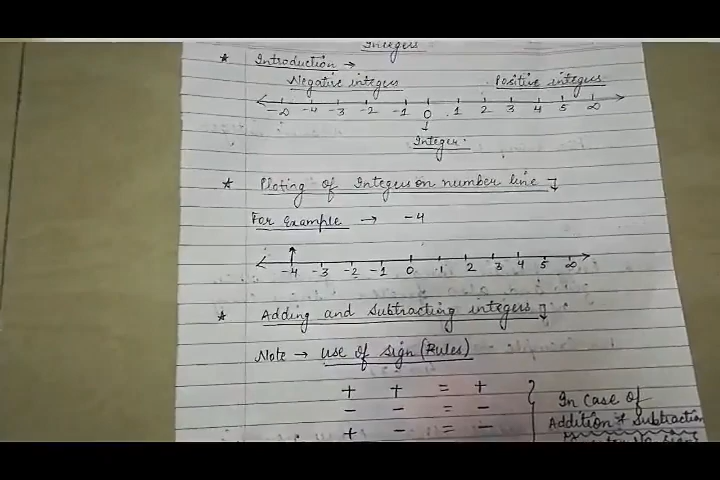 Integers
* Introduction →
Negative integers Positive integers
-∞ -4 -3 -2 -1 0 1 2 3 4 5 ∞
Integer.
* Ploting of Integers on number line
For Example → -4
-4 -3 -2 -1 0 1 2 3 4 5 ∞
* Adding and Subtracting integers
Note → use of sign (Rules)
+ + = +
- - = -
+ - = -
In case of
Addition & Subtraction